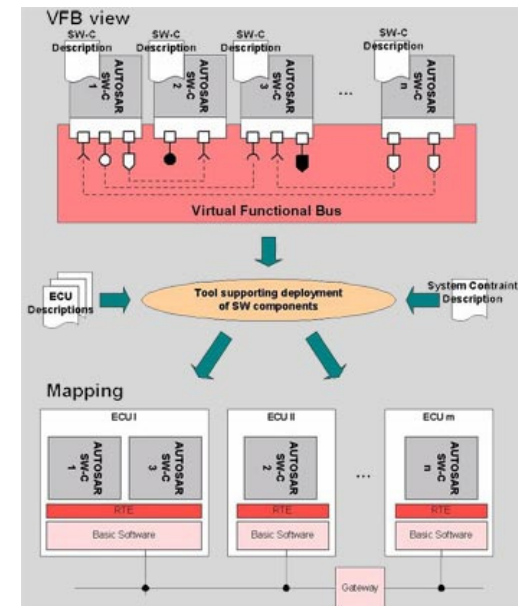 VFB view
SW-C
Description
SW-C
Description
SW-C
Description
SW-C
Description
AUTOSAR
SW-C
1
AUTOSAR
SW-C
2
AUTOSAR
SW-C
3
...
AUTOSAR
SW-C
n
Virtual Functional Bus
ECU
Descriptions
Tool supporting deployment
of SW components
System Contraint
Description
Mapping
ECU I
ECU II
ECU m
AUTOSAR
SW-C
1
AUTOSAR
SW-C
3
AUTOSAR
SW-C
2
...
AUTOSAR
SW-C
n
RTE
RTE
RTE
Basic Software
Basic Software
Basic Software
Gateway